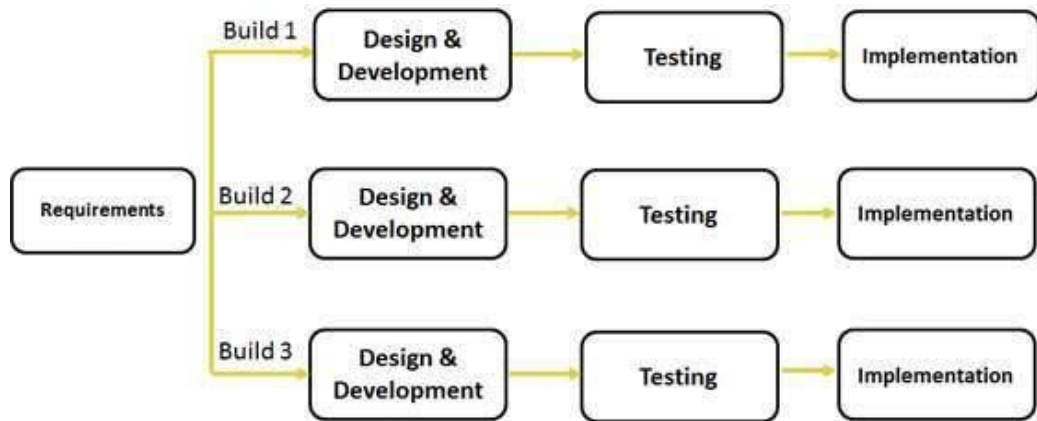 Build 1
Design &
Development
Testing
Implementation
Requirements
Build 2
Design &
Development
Testing
Implementation
Build 3
Design &
Development
Testing
Implementation